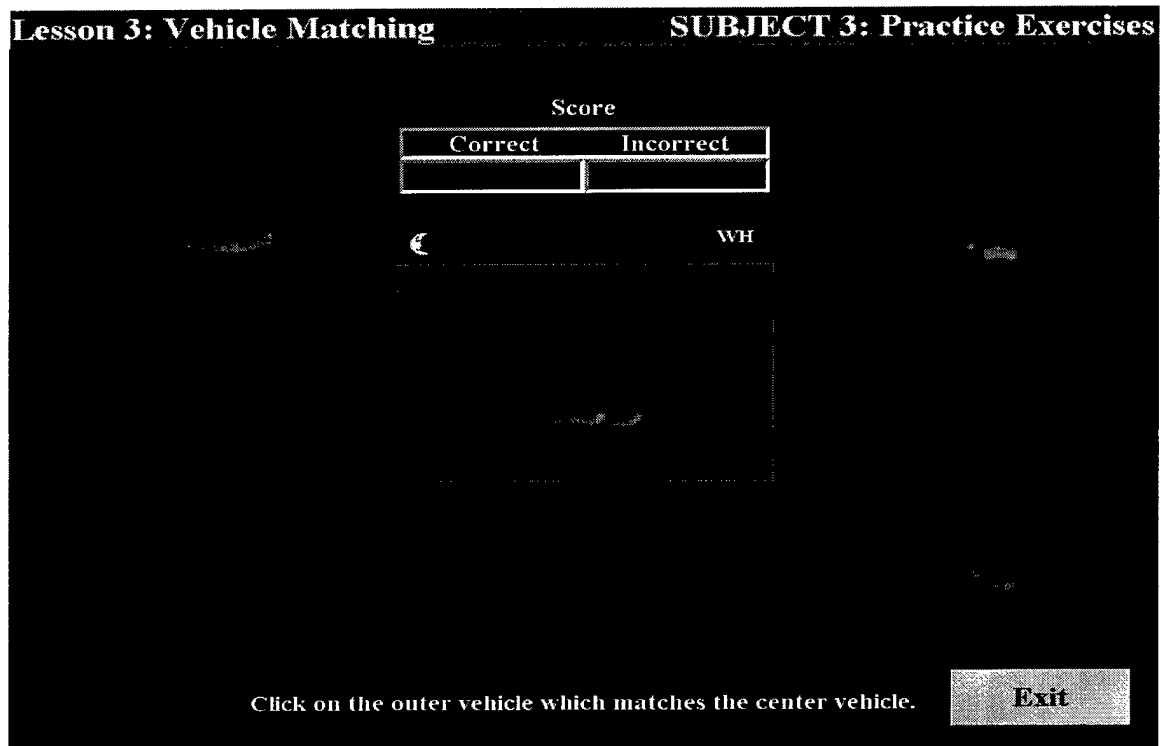 Lesson 3: Vehicle Matching
SUBJECT 3: Practice Exercises
Score
Correct Incorrect
WH
Click on the outer vehicle which matches the center vehicle.
Exit